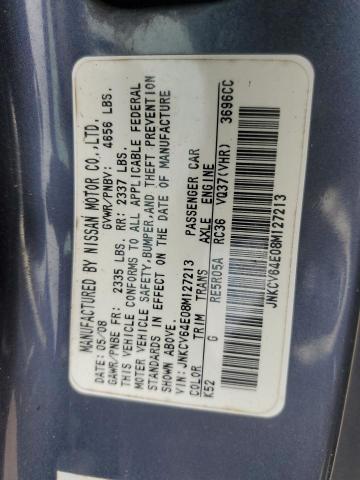 MANUFACTURED BY NISSAN MOTOR CO.,LTD.
05/08 GVWR/PNBV: 4656 LBS.
GAWR/PNBE FR: 2335 LBS. RR: 2337 LBS.
THIS VEHICLE CONFORMS TO ALL APPLICABLE FEDERAL
MOTOR VEHICLE SAFETY,BUMPER,AND THEFT PREVENTION
STANDARDS IN EFFECT ON THE DATE OF MANUFACTURE
SHOWN ABOVE.
VIN: JNKCV64E08M127213 PASSENGER CAR
COLOR TRIM TRANS AXLE ENGINE
K52 G RE5R05A RC36 VQ37(VHR) 3696CC
JNKCV64E08M127213